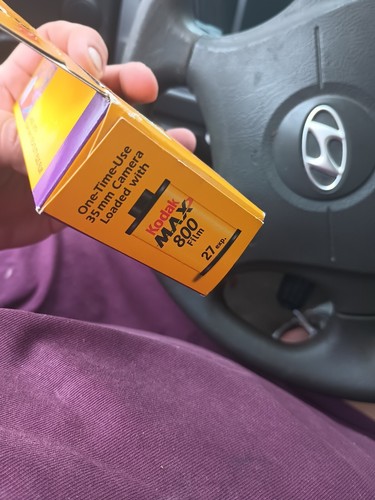 One-Time-Use
35mm Camera
Loaded with
Kodak
MAX
800
Film
27 exp.